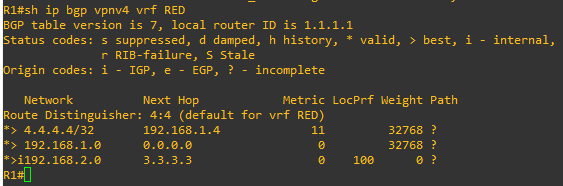 R1#sh ip bgp vpnv4 vrf RED
BGP table version is 7, local router ID is 1.1.1.1
Status codes: s suppressed, d damped, h history, * valid, > best, i - internal,
r RIB-failure, S Stale
Origin codes: i - IGP, e - EGP, ? - incomplete
Network Next Hop Metric LocPrf Weight Path
Route Distinguisher: 4:4 (default for vrf RED)
*> 4.4.4.4/32 192.168.1.4 11 32768 ?
*> 192.168.1.0 0.0.0.0 0 32768 ?
*>i192.168.2.0 3.3.3.3 0 100 0 ?
R1#